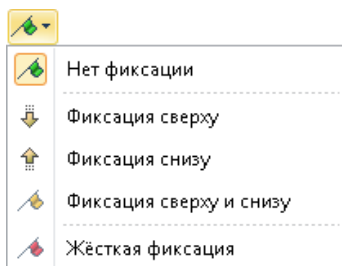 Нет фиксации
Фиксация сверху
Фиксация снизу
Фиксация сверху и снизу
Жёсткая фиксация